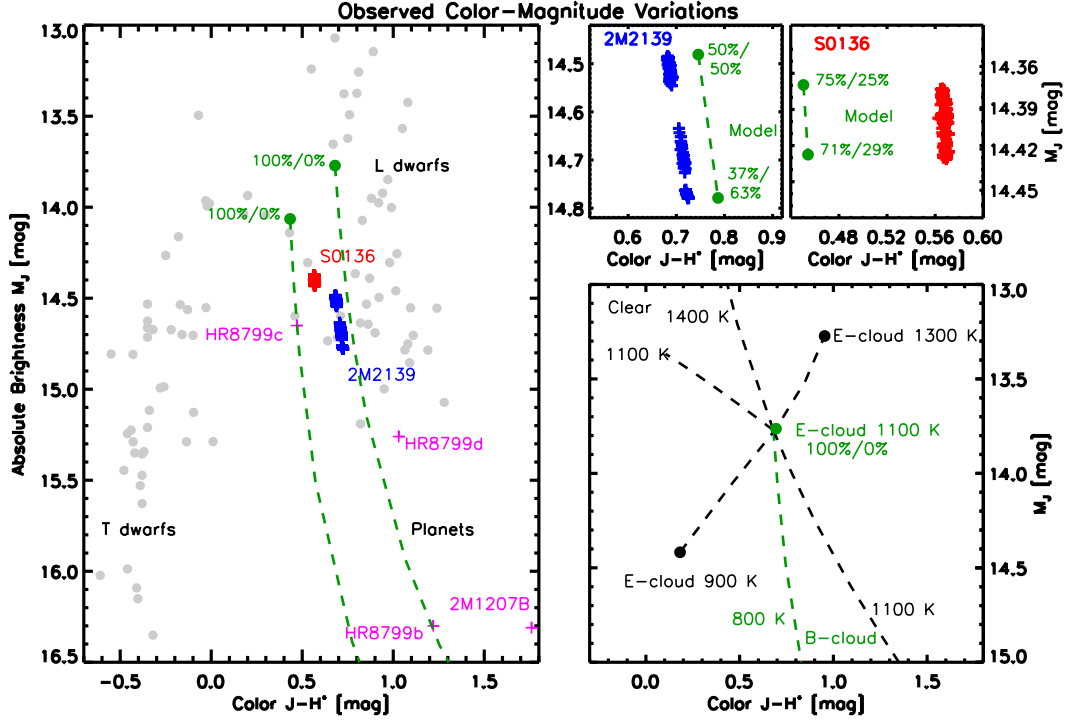 Observed Color-Magnitude Variations
13.0
13.5
14.0
14.5
15.0
15.5
16.0
16.5
Absolute Brightness M_J [mag]
100%/0%
L dwarfs
100%/0%
S0136
HR8799c
2M2139
HR8799d
T dwarfs
Planets
2M1207B
HR8799b
-0.5 0.0 0.5 1.0 1.5
Color J-H* [mag]
2M2139
50%/
50%
Model
37%/
63%
14.5
14.6
14.7
14.8
0.6 0.7 0.8 0.9
Color J-H* [mag]
S0136
75%/25%
Model
71%/29%
14.36
14.39
14.42
14.45
M_J [mag]
0.48 0.52 0.56 0.60
Color J-H* [mag]
Clear
1400 K
1100 K
E-cloud 1300 K
E-cloud 1100 K
100%/0%
E-cloud 900 K
800 K
B-cloud
1100 K
13.0
13.5
14.0
14.5
15.0
M_J [mag]
0.0 0.5 1.0 1.5
Color J-H* [mag]